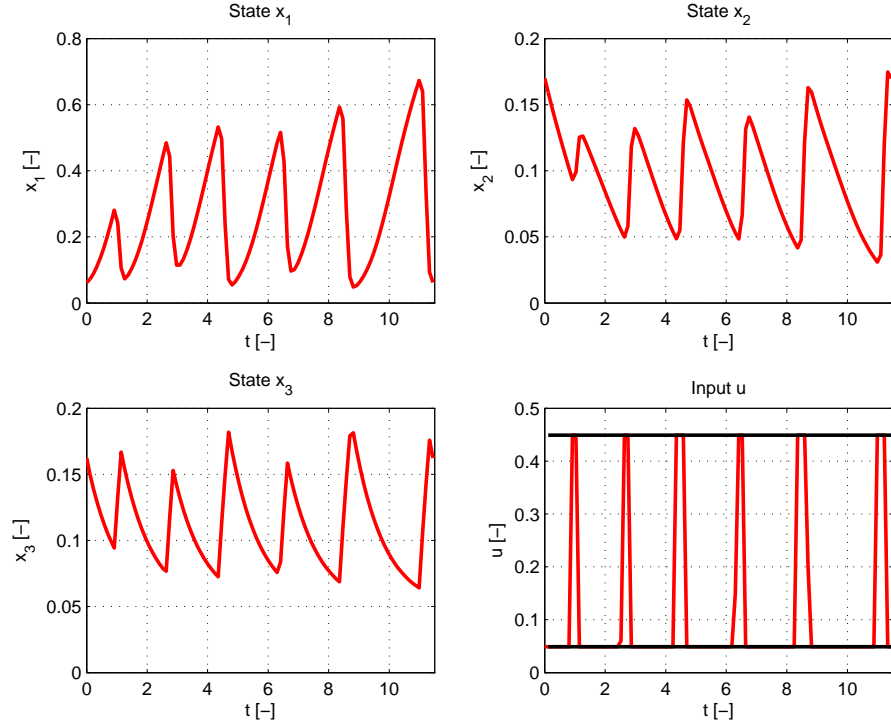 State x1
0.8
0.6
0.4
0.2
0
x1 [–]
0 2 4 6 8 10
t [–]
State x2
0.2
0.15
0.1
0.05
0
x2 [–]
0 2 4 6 8 10
t [–]
State x3
0.2
0.15
0.1
0.05
0
x3 [–]
0 2 4 6 8 10
t [–]
Input u
0.5
0.4
0.3
0.2
0.1
0
u [–]
0 2 4 6 8 10
t [–]